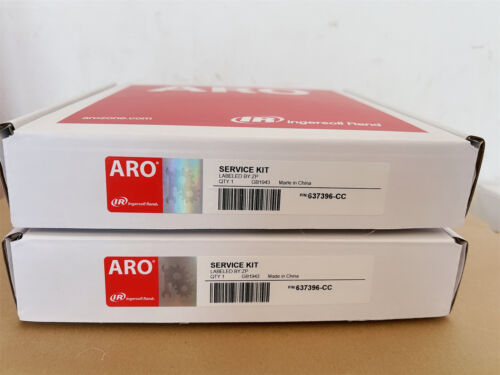 ARO
arozone.com
IR Ingersoll Rand
ARO
SERVICE KIT
LABELED BY:ZP
QTY 1 GB1943 Made in China
P/N 637396-CC
IR Ingersoll Rand
ARO
SERVICE KIT
LABELED BY:ZP
QTY 1 GB1943 Made in China
P/N 637396-CC
IR Ingersoll Rand